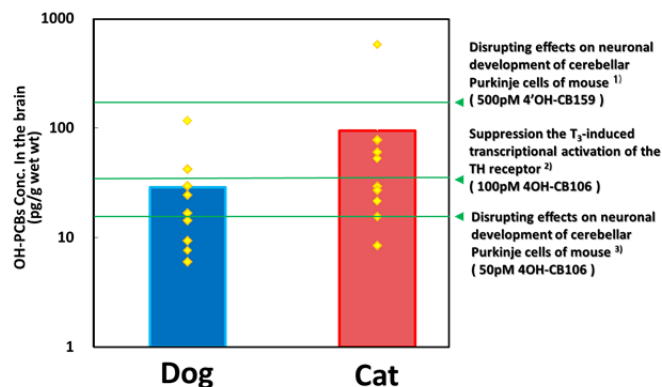 OH-PCBs Conc. In the brain
(pg/g wet wt)
1000
100
10
1
Dog
Cat
Disrupting effects on neuronal
development of cerebellar
Purkinje cells of mouse 1)
( 500pM 4'OH-CB159 )
Suppression the T3-induced
transcriptional activation of the
TH receptor 2)
( 100pM 4OH-CB106 )
Disrupting effects on neuronal
development of cerebellar
Purkinje cells of mouse 3)
( 50pM 4OH-CB106 )